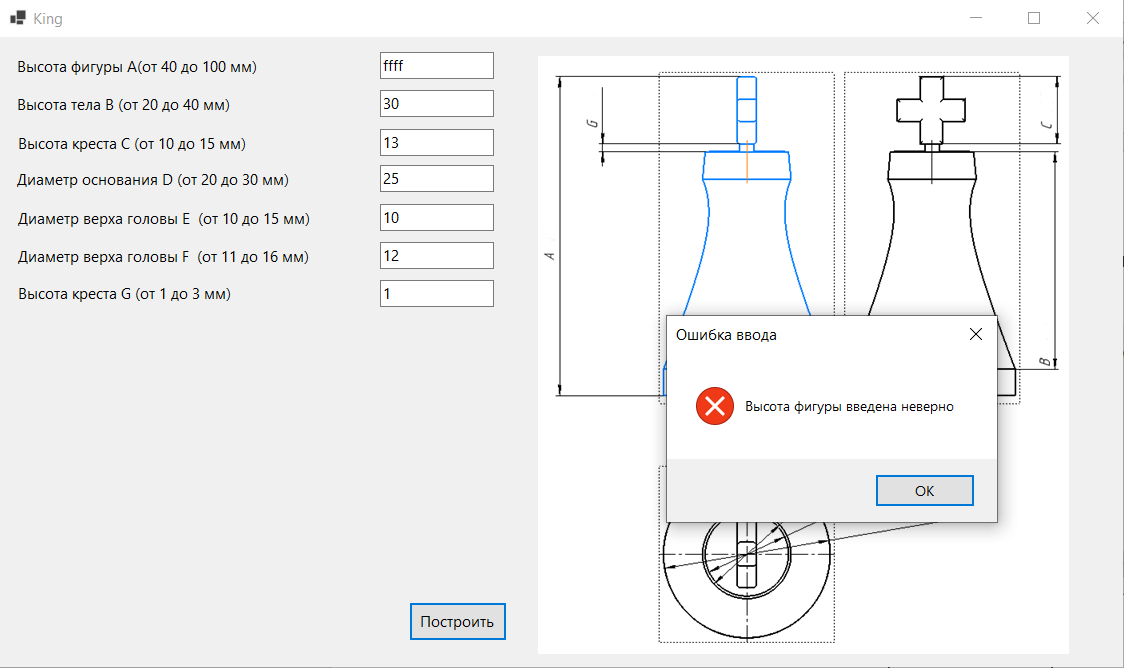 King
Высота фигуры A(от 40 до 100 мм)
ffff
Высота тела B (от 20 до 40 мм)
30
Высота креста C (от 10 до 15 мм)
13
Диаметр основания D (от 20 до 30 мм)
25
Диаметр верха головы E  (от 10 до 15 мм)
10
Диаметр верха головы F  (от 11 до 16 мм)
12
Высота креста G (от 1 до 3 мм)
1
Построить
G
C
A
B
Ошибка ввода
Высота фигуры введена неверно
OK